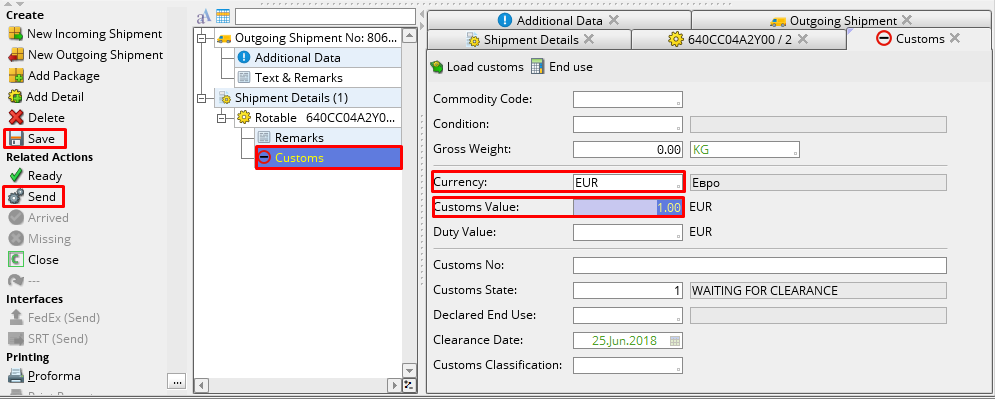 Create
New Incoming Shipment
New Outgoing Shipment
Add Package
Add Detail
Delete
Save
Related Actions
Ready
Send
Arrived
Missing
Close
---
Interfaces
FedEx (Send)
SRT (Send)
Printing
Proforma
...
Outgoing Shipment No: 806...
Additional Data
Text & Remarks
Shipment Details (1)
Rotable 640CC04A2Y0...
Remarks
Customs
Additional Data
Outgoing Shipment
Shipment Details
640CC04A2Y00 / 2
Customs
Load customs End use
Commodity Code:
Condition:
Gross Weight: 0.00 KG
Currency: EUR Евро
Customs Value: 1.00 EUR
Duty Value: EUR
Customs No:
Customs State: 1 WAITING FOR CLEARANCE
Declared End Use:
Clearance Date: 25.Jun.2018
Customs Classification: